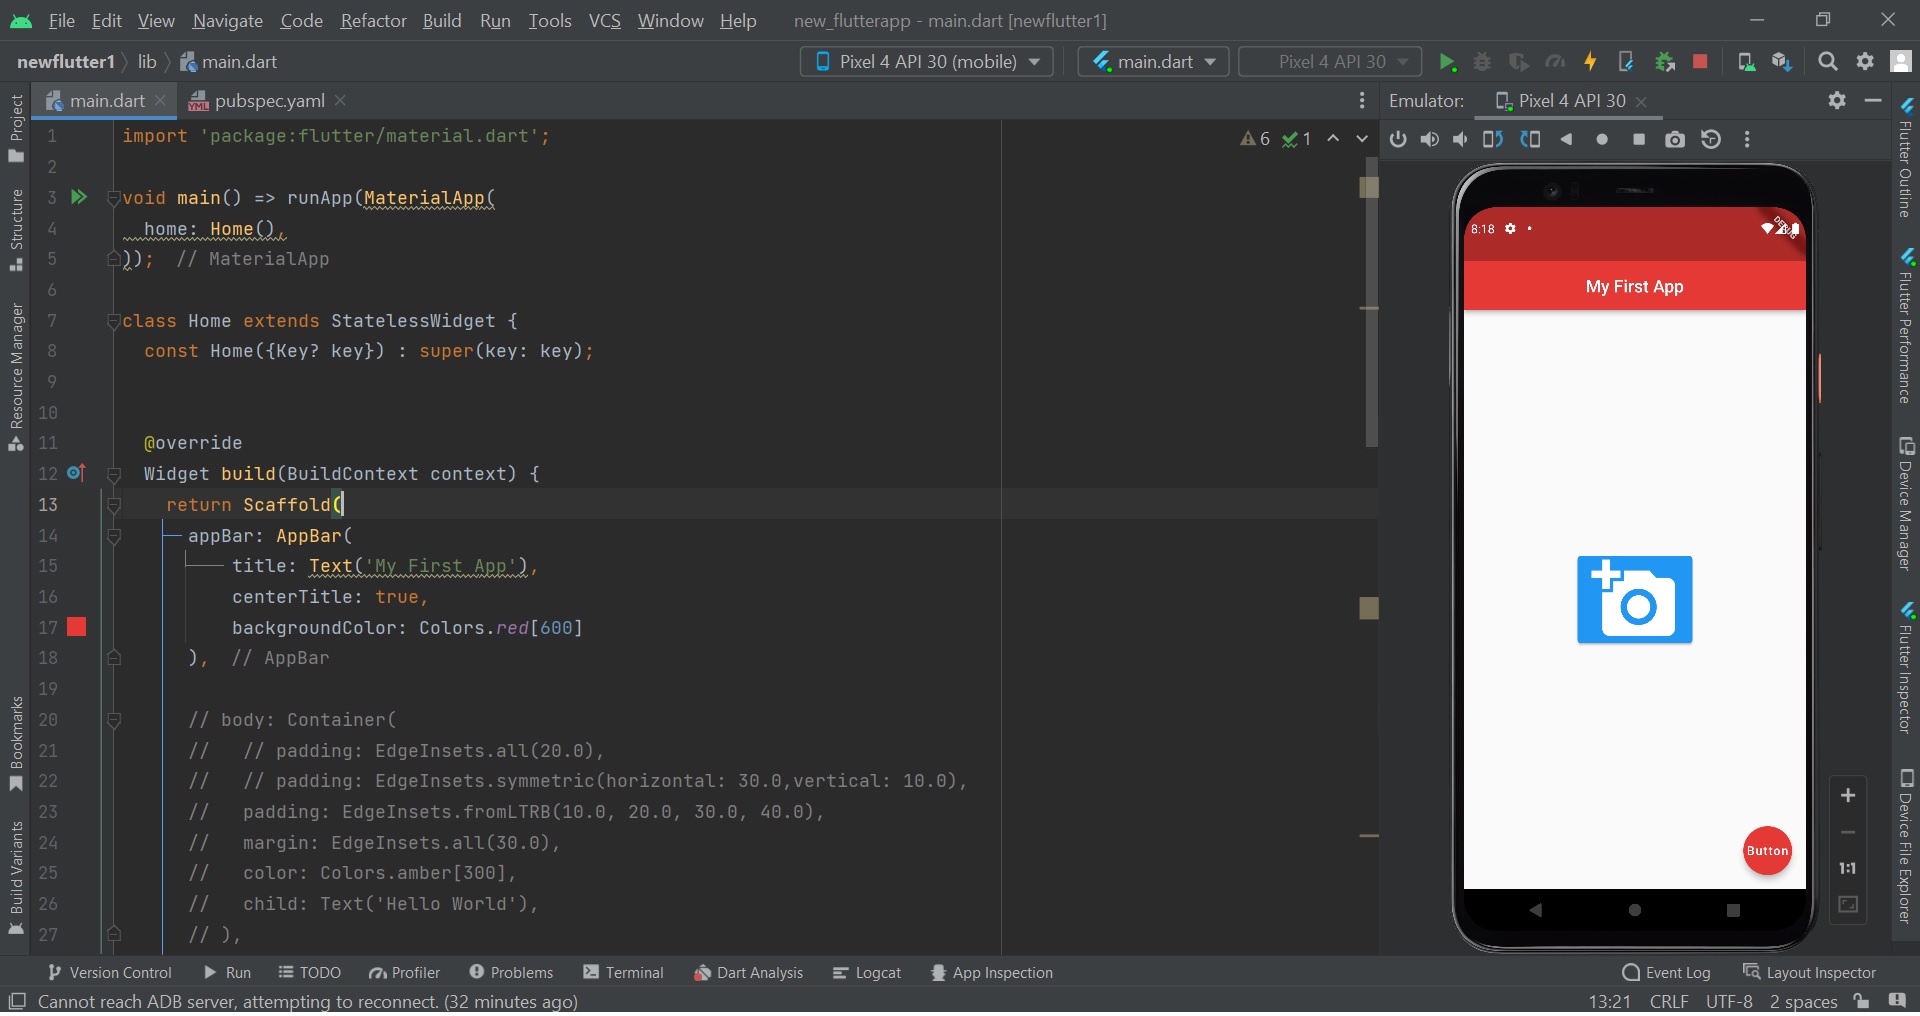 File Edit View Navigate Code Refactor Build Run Tools VCS Window Help new_flutterapp - main.dart [newflutter1]
newflutter1 lib main.dart Pixel 4 API 30 (mobile) main.dart Pixel 4 API 30
main.dart pubspec.yaml Emulator: Pixel 4 API 30
1 import 'package:flutter/material.dart';
6 1
2
3 void main() => runApp(MaterialApp(
4 home: Home(),
5 )); // MaterialApp
6
7 class Home extends StatelessWidget {
8 const Home({Key? key}) : super(key: key);
9
10
11 @override
12 Widget build(BuildContext context) {
13 return Scaffold(
14 appBar: AppBar(
15 title: Text('My First App'),
16 centerTitle: true,
17 backgroundColor: Colors.red[600]
18 ), // AppBar
19
20 // body: Container(
21 // // padding: EdgeInsets.all(20.0),
22 // // padding: EdgeInsets.symmetric(horizontal: 30.0,vertical: 10.0),
23 // padding: EdgeInsets.fromLTRB(10.0, 20.0, 30.0, 40.0),
24 // margin: EdgeInsets.all(30.0),
25 // color: Colors.amber[300],
26 // child: Text('Hello World'),
27 // ),
Project
Structure
Resource Manager
Bookmarks
Build Variants
8:18
DEBUG
My First App
Button
1:1
Flutter Outline
Flutter Performance
Device Manager
Flutter Inspector
Device File Explorer
Version Control Run TODO Profiler Problems Terminal Dart Analysis Logcat App Inspection Event Log Layout Inspector
Cannot reach ADB server, attempting to reconnect. (32 minutes ago) 13:21 CRLF UTF-8 2 spaces